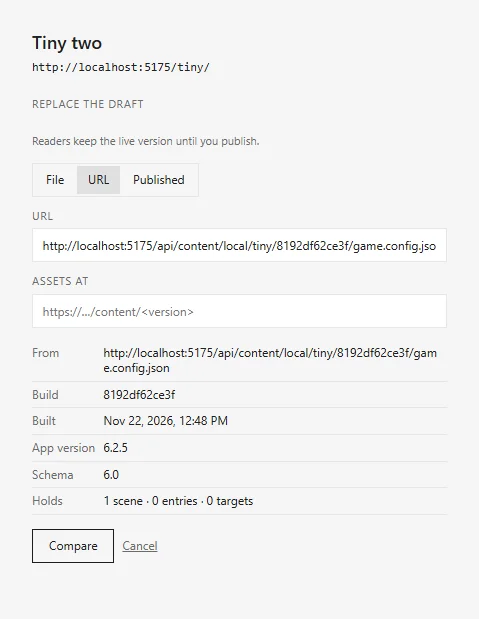 Tiny two
http://localhost:5175/tiny/
REPLACE THE DRAFT
Readers keep the live version until you publish.
File URL Published
URL
http://localhost:5175/api/content/local/tiny/8192df62ce3f/game.config.jso
ASSETS AT
https://.../content/<version>
From http://localhost:5175/api/content/local/tiny/8192df62ce3f/gam
e.config.json
Build 8192df62ce3f
Built Nov 22, 2026, 12:48 PM
App version 6.2.5
Schema 6.0
Holds 1 scene · 0 entries · 0 targets
Compare Cancel